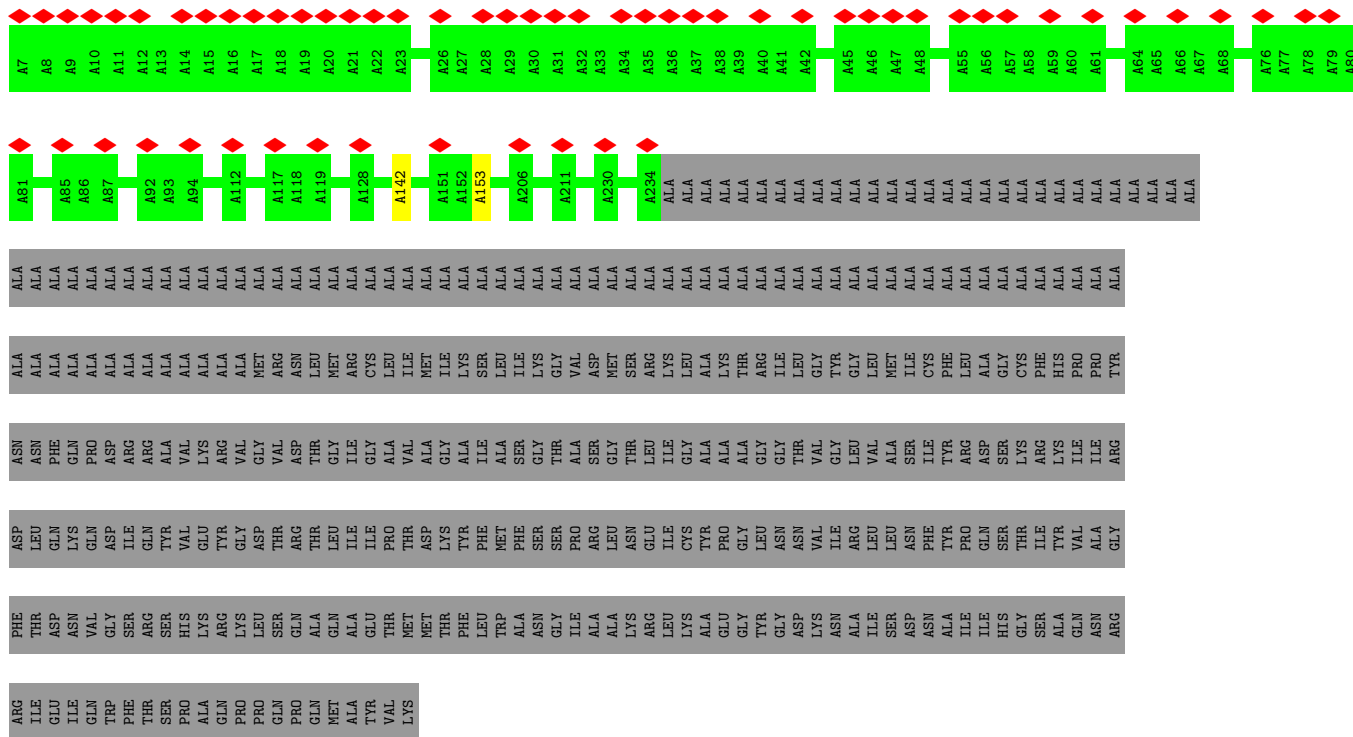 A7 A8 A9 A10 A11 A12 A13 A14 A15 A16 A17 A18 A19 A20 A21 A22 A23 A26 A27 A28 A29 A30 A31 A32 A33 A34 A35 A36 A37 A38 A39 A40 A41 A42 A45 A46 A47 A48 A55 A56 A57 A58 A59 A60 A61 A64 A65 A66 A67 A68 A76 A77 A78 A79 A80
A81 A85 A86 A87 A92 A93 A94 A112 A117 A118 A119 A128 A142 A151 A152 A153 A206 A211 A230 A234 ALA ALA ALA ALA ALA ALA ALA ALA ALA ALA ALA ALA ALA ALA ALA ALA ALA ALA ALA ALA ALA ALA ALA ALA ALA ALA ALA ALA ALA
ALA ALA ALA ALA ALA ALA ALA ALA ALA ALA ALA ALA ALA ALA ALA ALA ALA ALA ALA ALA ALA ALA ALA ALA ALA ALA ALA ALA ALA ALA ALA ALA ALA ALA ALA ALA ALA ALA ALA ALA ALA ALA ALA ALA ALA ALA ALA ALA ALA ALA ALA ALA ALA ALA ALA ALA ALA ALA ALA ALA
ALA ALA ALA ALA ALA ALA ALA ALA ALA ALA ALA ALA ALA MET ARG ASN LEU MET ARG CYS LEU ILE MET ILE LYS SER LEU ILE LYS GLY VAL ASP MET SER ARG LYS LEU ALA LYS THR ARG ILE LEU GLY TYR GLY LEU MET ILE CYS PHE LEU ALA GLY CYS PHE HIS PRO PRO TYR
ASN ASN PHE GLN PRO ASP ARG ARG ALA VAL LYS ARG VAL GLY VAL ASP THR GLY ILE GLY ALA VAL ALA GLY ALA ILE ALA SER GLY THR ALA SER GLY THR LEU ILE GLY ALA ALA ALA GLY GLY THR VAL GLY LEU VAL ALA SER ILE TYR ARG ASP SER LYS ARG LYS ILE ILE ARG
ASP LEU GLN LYS GLN ASP ILE GLN TYR VAL GLU TYR GLY ASP THR ARG THR LEU ILE ILE PRO THR ASP LYS TYR PHE MET PHE SER SER PRO ARG LEU ASN GLU ILE CYS TYR PRO GLY LEU ASN ASN VAL ILE ARG LEU LEU ASN PHE TYR PRO GLN SER THR ILE TYR VAL ALA GLY
PHE THR ASP ASN VAL GLY SER ARG SER HIS LYS ARG LYS LEU SER GLN ALA GLN ALA GLU THR MET MET THR PHE LEU TRP ALA ASN GLY ILE ALA ALA LYS ARG LEU LYS ALA GLU GLY TYR GLY ASP LYS ASN ALA ILE SER ASP ASN ALA ILE ILE HIS GLY SER ALA GLN ASN ARG
ARG ILE GLU ILE GLN TRP PHE THR SER PRO ALA GLN PRO PRO GLN PRO GLN MET ALA TYR VAL LYS